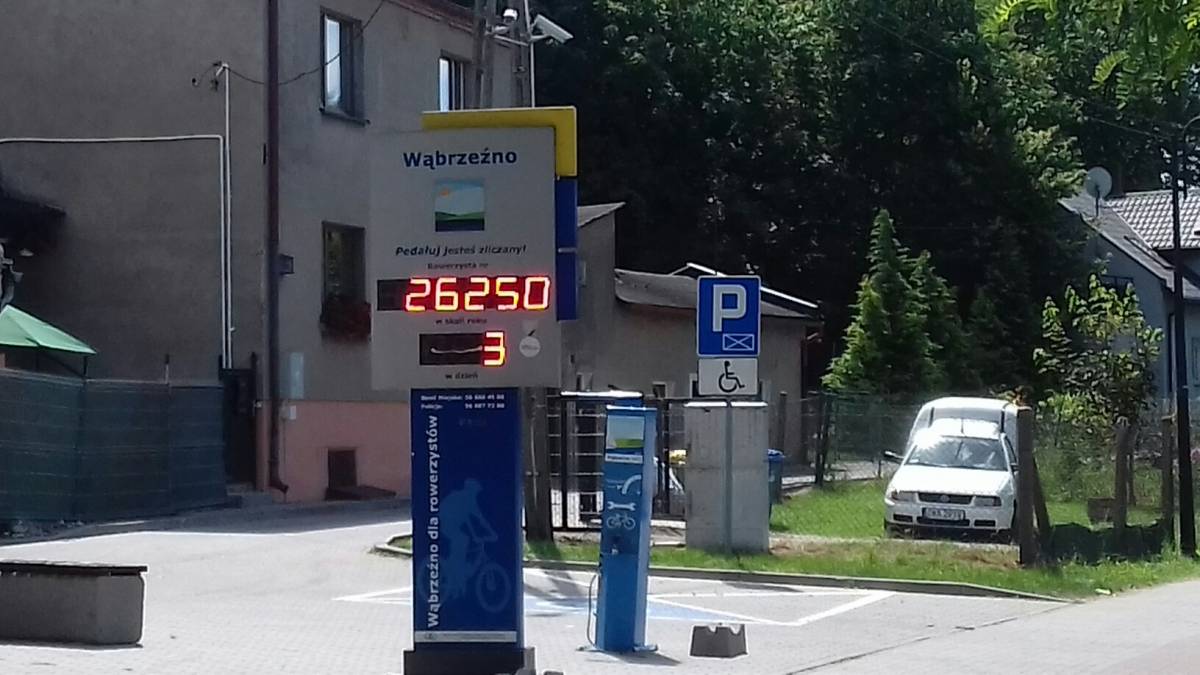 Wąbrzeźno
Pedałuj jesteś zliczany!
Rowerzysta nr
26250
w skali roku
3
w dzień
Wąbrzeźno dla rowerzystów
P